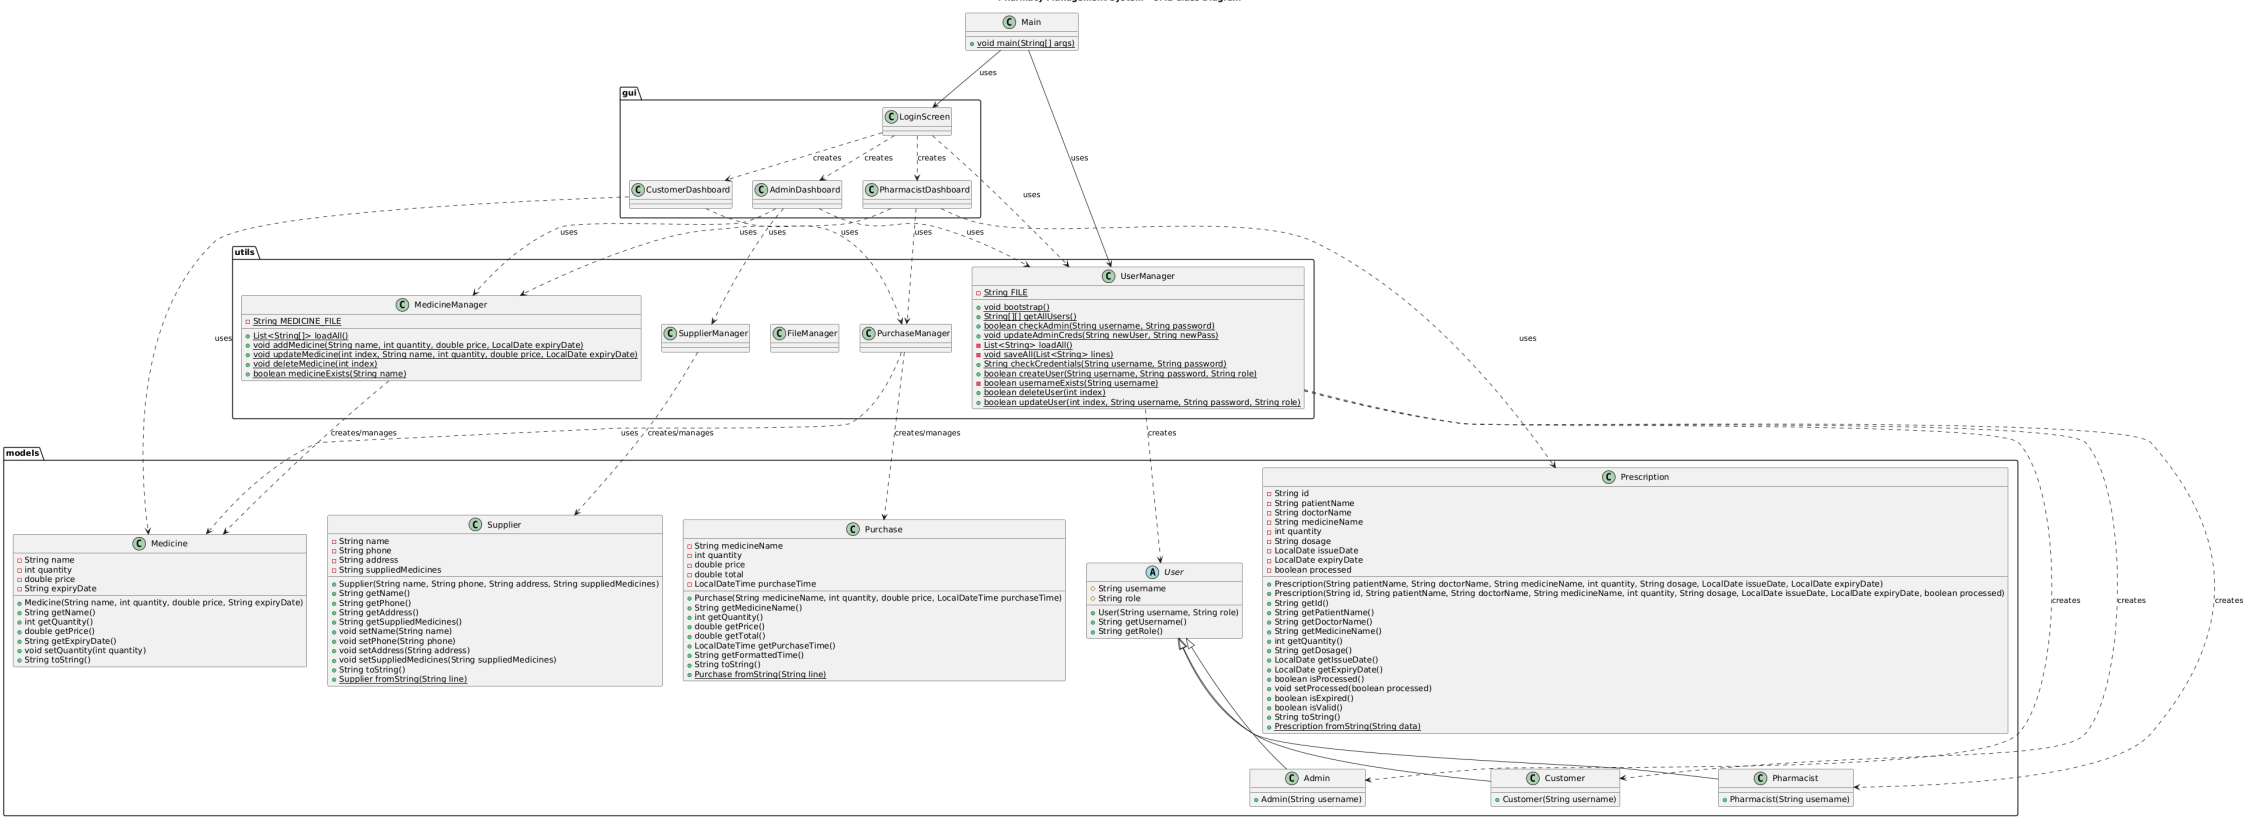 Pharmacy Management System - UML Class Diagram
C Main
void main(String[] args)
uses
uses
gui
C LoginScreen
creates
creates
creates
uses
C CustomerDashboard
C AdminDashboard
C PharmacistDashboard
uses
uses
uses
uses
uses
uses
uses
uses
utils
C MedicineManager
String MEDICINE_FILE
List<String[]> loadAll()
void addMedicine(String name, int quantity, double price, LocalDate expiryDate)
void updateMedicine(int index, String name, int quantity, double price, LocalDate expiryDate)
void deleteMedicine(int index)
boolean medicineExists(String name)
C SupplierManager
C FileManager
C PurchaseManager
C UserManager
String FILE
void bootstrap()
String[][] getAllUsers()
boolean checkAdmin(String username, String password)
void updateAdminCreds(String newUser, String newPass)
List<String> loadAll()
void saveAll(List<String> lines)
String checkCredentials(String username, String password)
boolean createUser(String username, String password, String role)
boolean usernameExists(String username)
boolean deleteUser(int index)
boolean updateUser(int index, String username, String password, String role)
creates/manages
uses
creates/manages
creates/manages
creates
creates
creates
creates
models
C Medicine
String name
int quantity
double price
String expiryDate
Medicine(String name, int quantity, double price, String expiryDate)
String getName()
int getQuantity()
double getPrice()
String getExpiryDate()
void setQuantity(int quantity)
String toString()
C Supplier
String name
String phone
String address
String suppliedMedicines
Supplier(String name, String phone, String address, String suppliedMedicines)
String getName()
String getPhone()
String getAddress()
String getSuppliedMedicines()
void setName(String name)
void setPhone(String phone)
void setAddress(String address)
void setSuppliedMedicines(String suppliedMedicines)
String toString()
Supplier fromString(String line)
C Purchase
String medicineName
int quantity
double price
double total
LocalDateTime purchaseTime
Purchase(String medicineName, int quantity, double price, LocalDateTime purchaseTime)
String getMedicineName()
int getQuantity()
double getPrice()
double getTotal()
LocalDateTime getPurchaseTime()
String getFormattedTime()
String toString()
Purchase fromString(String line)
A User
String username
String role
User(String username, String role)
String getUsername()
String getRole()
C Prescription
String id
String patientName
String doctorName
String medicineName
int quantity
String dosage
LocalDate issueDate
LocalDate expiryDate
boolean processed
Prescription(String patientName, String doctorName, String medicineName, int quantity, String dosage, LocalDate issueDate, LocalDate expiryDate)
Prescription(String id, String patientName, String doctorName, String medicineName, int quantity, String dosage, LocalDate issueDate, LocalDate expiryDate, boolean processed)
String getId()
String getPatientName()
String getDoctorName()
String getMedicineName()
int getQuantity()
String getDosage()
LocalDate getIssueDate()
LocalDate getExpiryDate()
boolean isProcessed()
void setProcessed(boolean processed)
boolean isExpired()
boolean isValid()
String toString()
Prescription fromString(String data)
C Admin
Admin(String username)
C Customer
Customer(String username)
C Pharmacist
Pharmacist(String username)